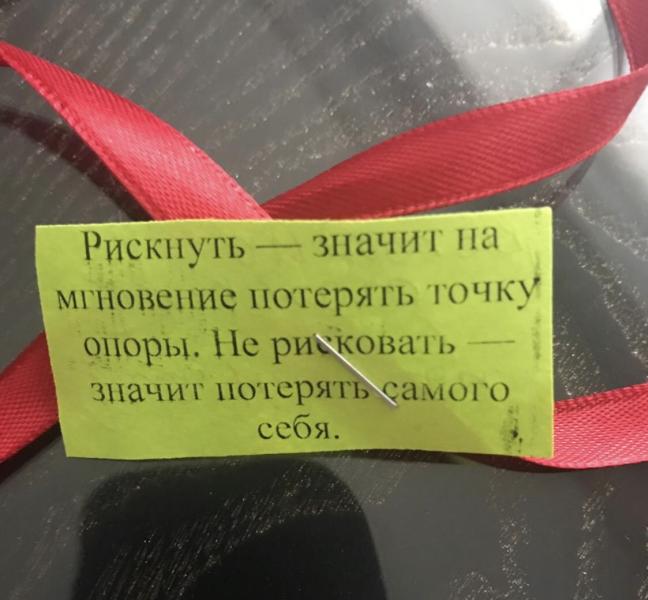 Рискнуть — значит на
мгновение потерять точку
опоры. Не рисковать —
значит потерять самого
себя.